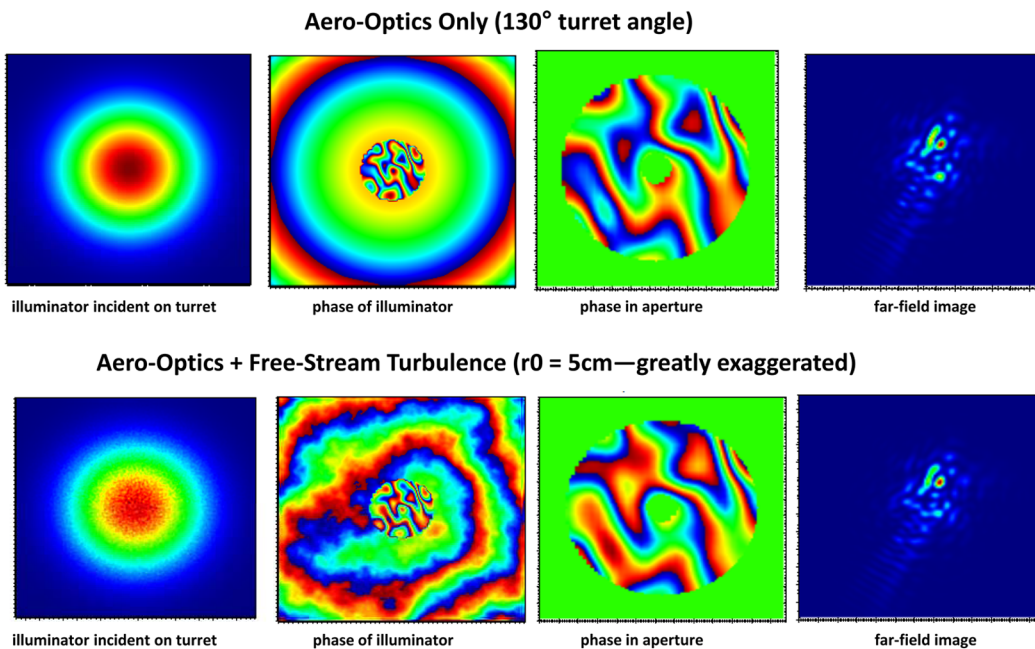 Aero-Optics Only (130° turret angle)
illuminator incident on turret
phase of illuminator
phase in aperture
far-field image
Aero-Optics + Free-Stream Turbulence (r0 = 5cm—greatly exaggerated)
illuminator incident on turret
phase of illuminator
phase in aperture
far-field image